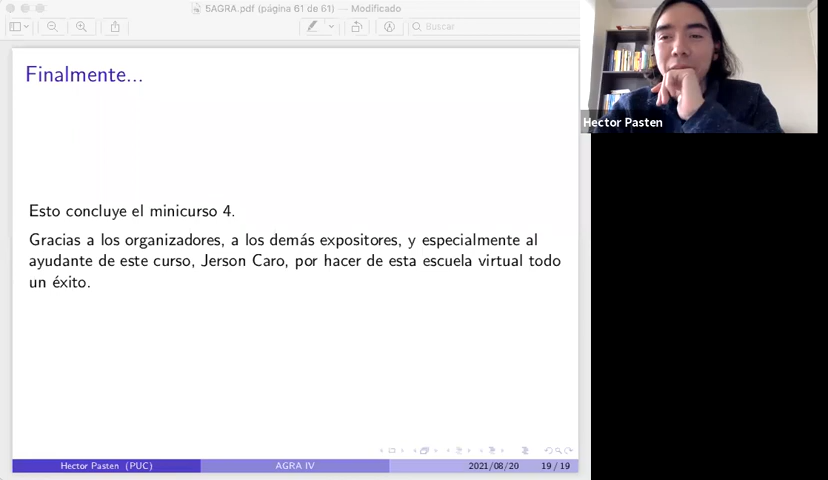 5AGRA.pdf (página 61 de 61) — Modificado
Buscar
Finalmente...
Hector Pasten
Esto concluye el minicurso 4.
Gracias a los organizadores, a los demás expositores, y especialmente al
ayudante de este curso, Jerson Caro, por hacer de esta escuela virtual todo
un éxito.
Hector Pasten (PUC)
AGRA IV
2021/08/20
19 / 19